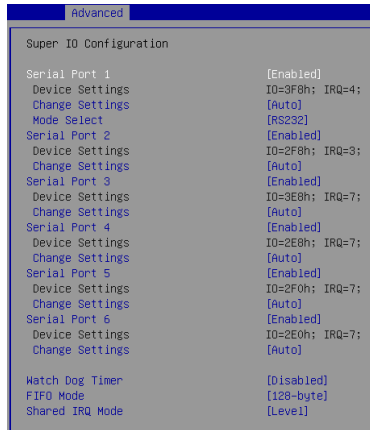 Advanced
Super IO Configuration
Serial Port 1 [Enabled]
Device Settings IO=3F8h; IRQ=4;
Change Settings [Auto]
Mode Select [RS232]
Serial Port 2 [Enabled]
Device Settings IO=2F8h; IRQ=3;
Change Settings [Auto]
Serial Port 3 [Enabled]
Device Settings IO=3E8h; IRQ=7;
Change Settings [Auto]
Serial Port 4 [Enabled]
Device Settings IO=2E8h; IRQ=7;
Change Settings [Auto]
Serial Port 5 [Enabled]
Device Settings IO=2F0h; IRQ=7;
Change Settings [Auto]
Serial Port 6 [Enabled]
Device Settings IO=2E0h; IRQ=7;
Change Settings [Auto]
Watch Dog Timer [Disabled]
FIFO Mode [128-byte]
Shared IRQ Mode [Level]